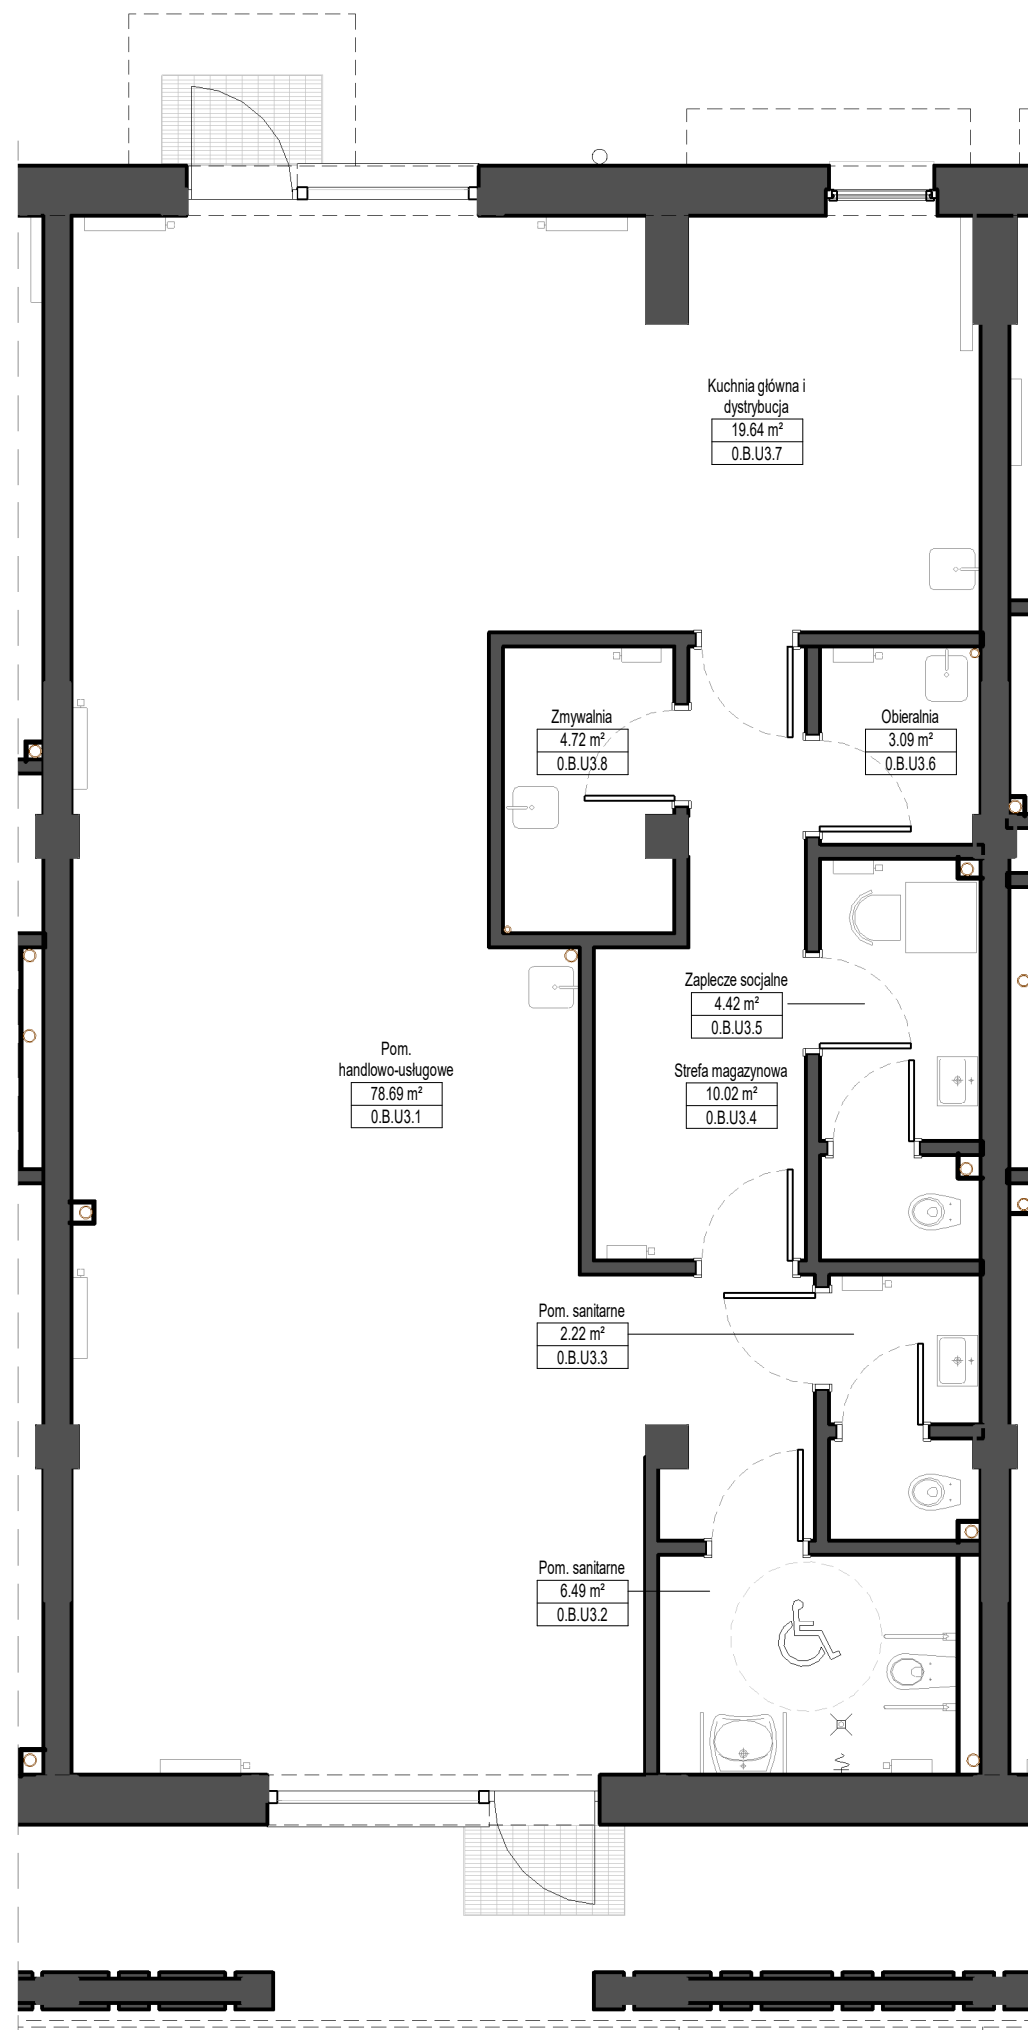 Kuchnia główna i
dystrybucja
19.64 m²
0.B.U3.7
Zmywalnia
4.72 m²
0.B.U3.8
Obieralnia
3.09 m²
0.B.U3.6
Zaplecze socjalne
4.42 m²
0.B.U3.5
Pom.
handlowo-usługowe
78.69 m²
0.B.U3.1
Strefa magazynowa
10.02 m²
0.B.U3.4
Pom. sanitarne
2.22 m²
0.B.U3.3
Pom. sanitarne
6.49 m²
0.B.U3.2